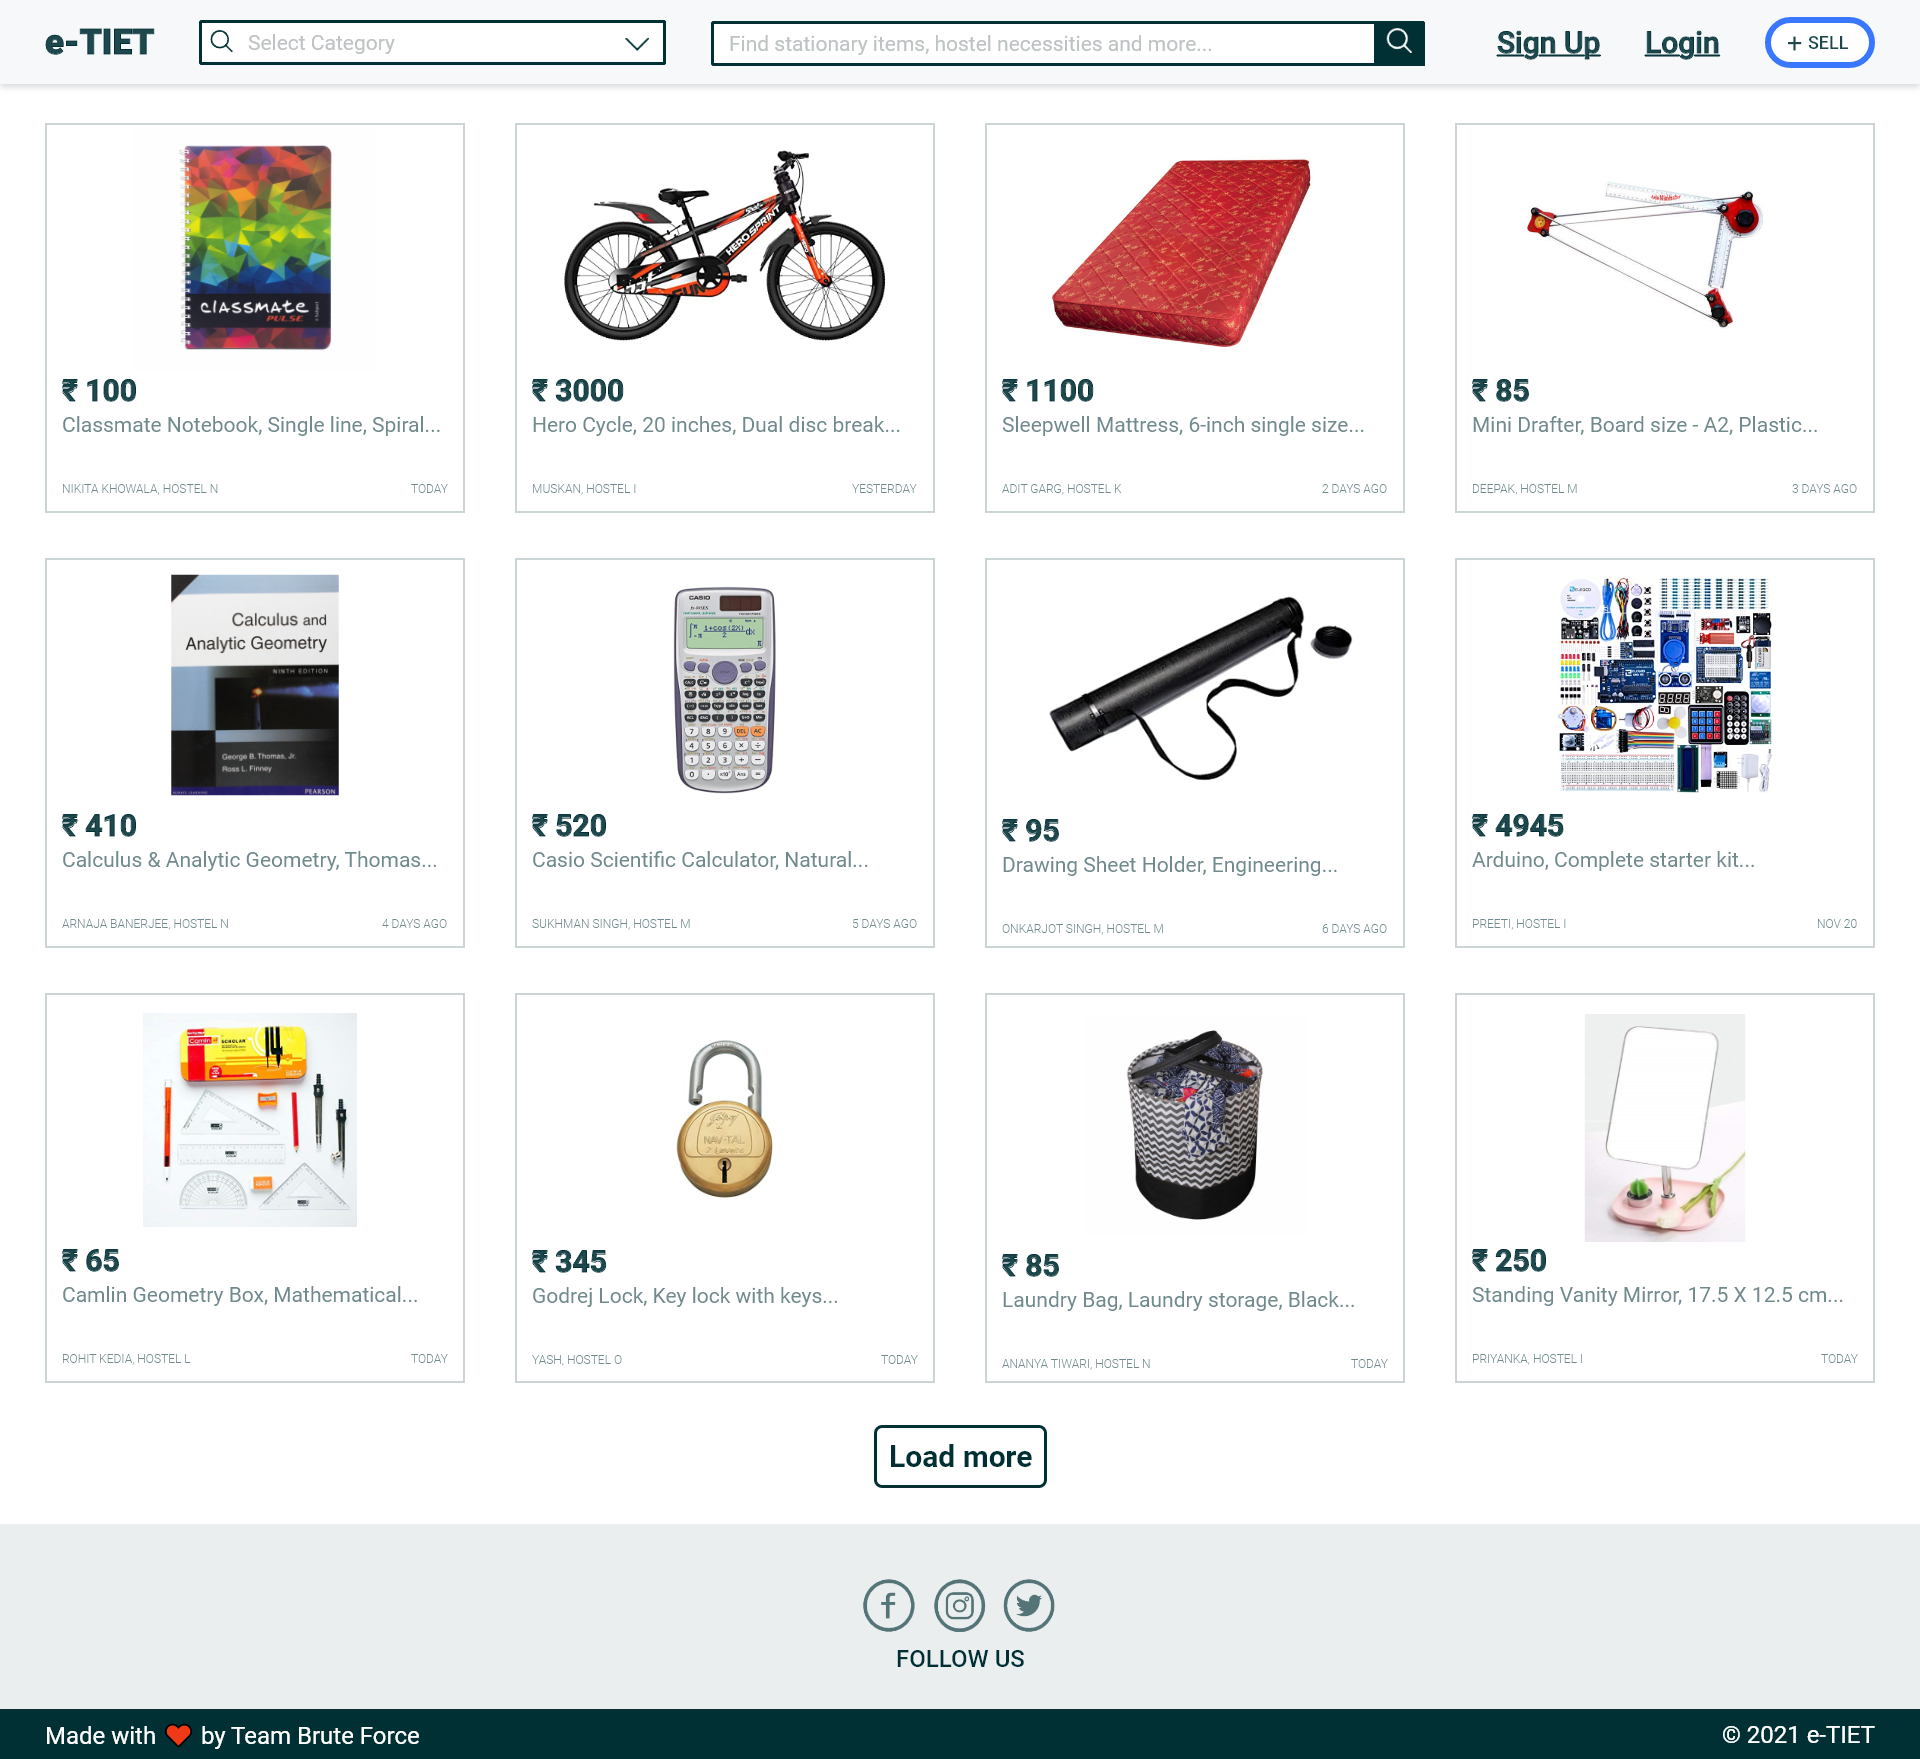 e-TIET
Select Category
Find stationary items, hostel necessities and more...
Sign Up
Login
+ SELL
classmate
PULSE
HERO SPRINT
₹ 100
Classmate Notebook, Single line, Spiral...
NIKITA KHOWALA, HOSTEL N
TODAY
₹ 3000
Hero Cycle, 20 inches, Dual disc break...
MUSKAN, HOSTEL I
YESTERDAY
₹ 1100
Sleepwell Mattress, 6-inch single size...
ADIT GARG, HOSTEL K
2 DAYS AGO
₹ 85
Mini Drafter, Board size - A2, Plastic...
DEEPAK, HOSTEL M
3 DAYS AGO
Calculus and
Analytic Geometry
NINTH EDITION
George B. Thomas, Jr.
Ross L. Finney
PEARSON
CASIO
₹ 410
Calculus & Analytic Geometry, Thomas...
ARNAJA BANERJEE, HOSTEL N
4 DAYS AGO
₹ 520
Casio Scientific Calculator, Natural...
SUKHMAN SINGH, HOSTEL M
5 DAYS AGO
₹ 95
Drawing Sheet Holder, Engineering...
ONKARJOT SINGH, HOSTEL M
6 DAYS AGO
₹ 4945
Arduino, Complete starter kit...
PREETI, HOSTEL I
NOV 20
Camlin
SCHOLAR
NAV-TAL
₹ 65
Camlin Geometry Box, Mathematical...
ROHIT KEDIA, HOSTEL L
TODAY
₹ 345
Godrej Lock, Key lock with keys...
YASH, HOSTEL O
TODAY
₹ 85
Laundry Bag, Laundry storage, Black...
ANANYA TIWARI, HOSTEL N
TODAY
₹ 250
Standing Vanity Mirror, 17.5 X 12.5 cm...
PRIYANKA, HOSTEL I
TODAY
Load more
FOLLOW US
Made with ❤ by Team Brute Force
© 2021 e-TIET